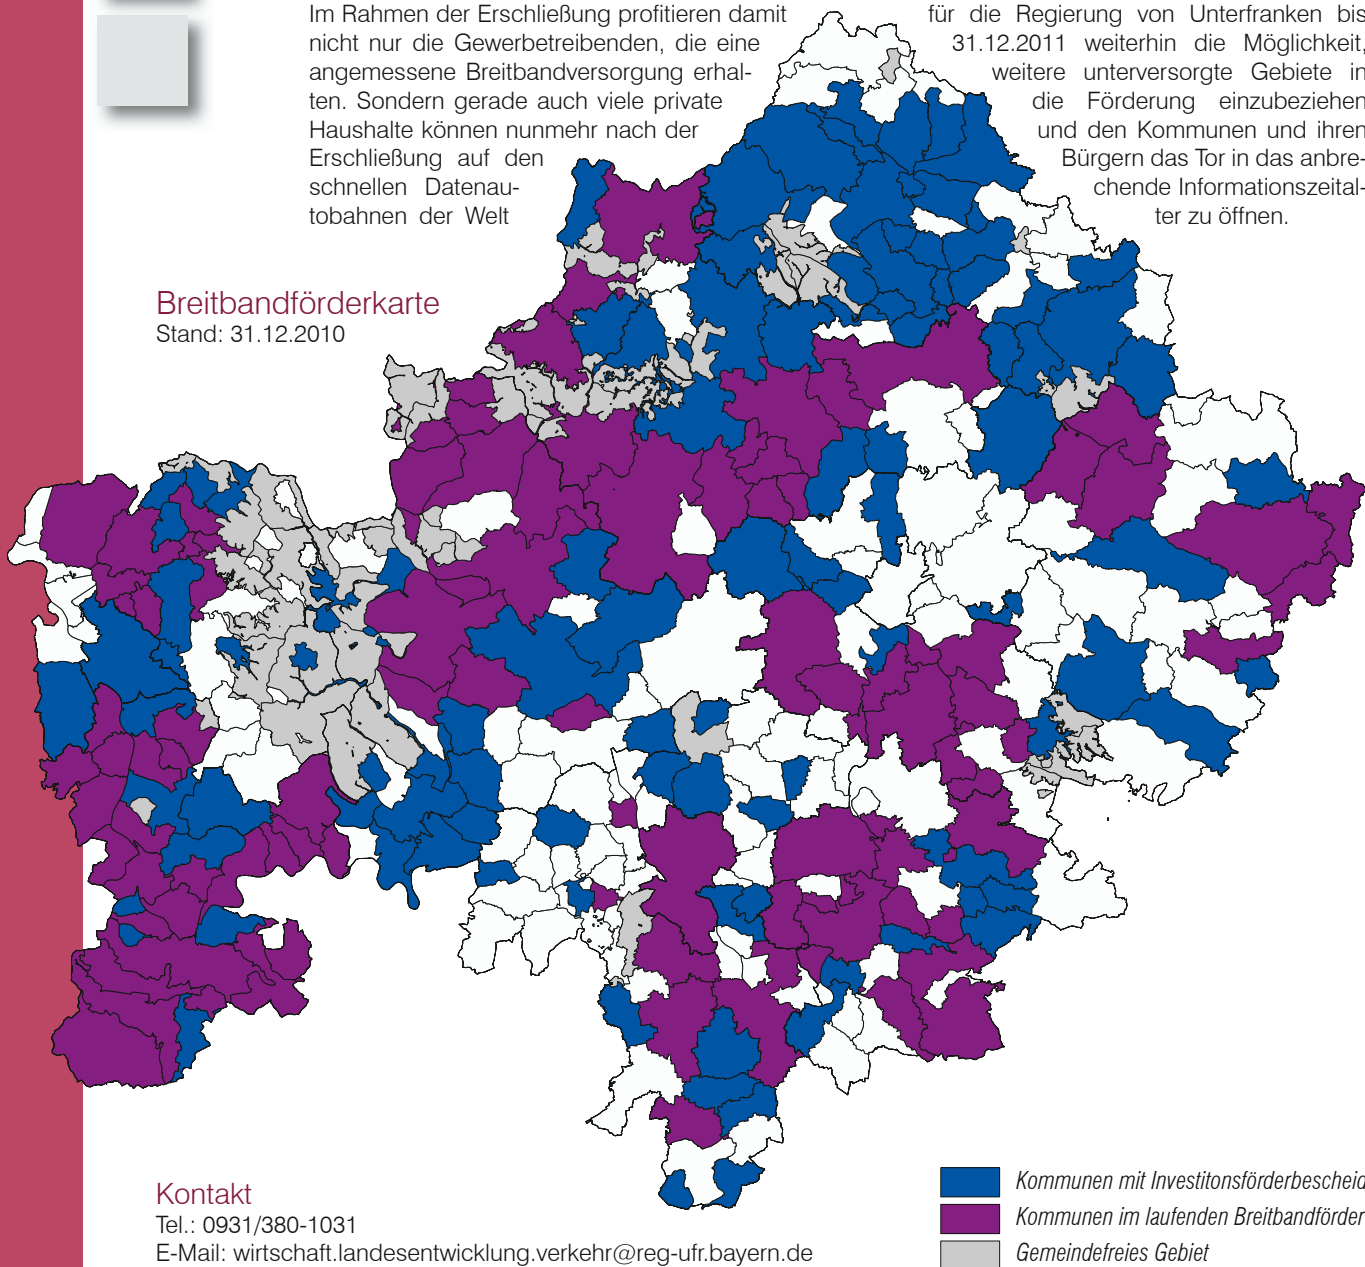 Im Rahmen der Erschließung profitieren damit
nicht nur die Gewerbetreibenden, die eine
angemessene Breitbandversorgung erhal-
ten. Sondern gerade auch viele private
Haushalte können nunmehr nach der
Erschließung auf den
schnellen Datenau-
tobahnen der Welt
für die Regierung von Unterfranken bis
31.12.2011 weiterhin die Möglichkeit,
weitere unterversorgte Gebiete in
die Förderung einzubeziehen
und den Kommunen und ihren
Bürgern das Tor in das anbre-
chende Informationszeital-
ter zu öffnen.
Breitbandförderkarte
Stand: 31.12.2010
Kontakt
Tel.: 0931/380-1031
E-Mail: wirtschaft.landesentwicklung.verkehr@reg-ufr.bayern.de
Kommunen mit Investitonsförderbescheid
Kommunen im laufenden Breitbandförder
Gemeindefreies Gebiet